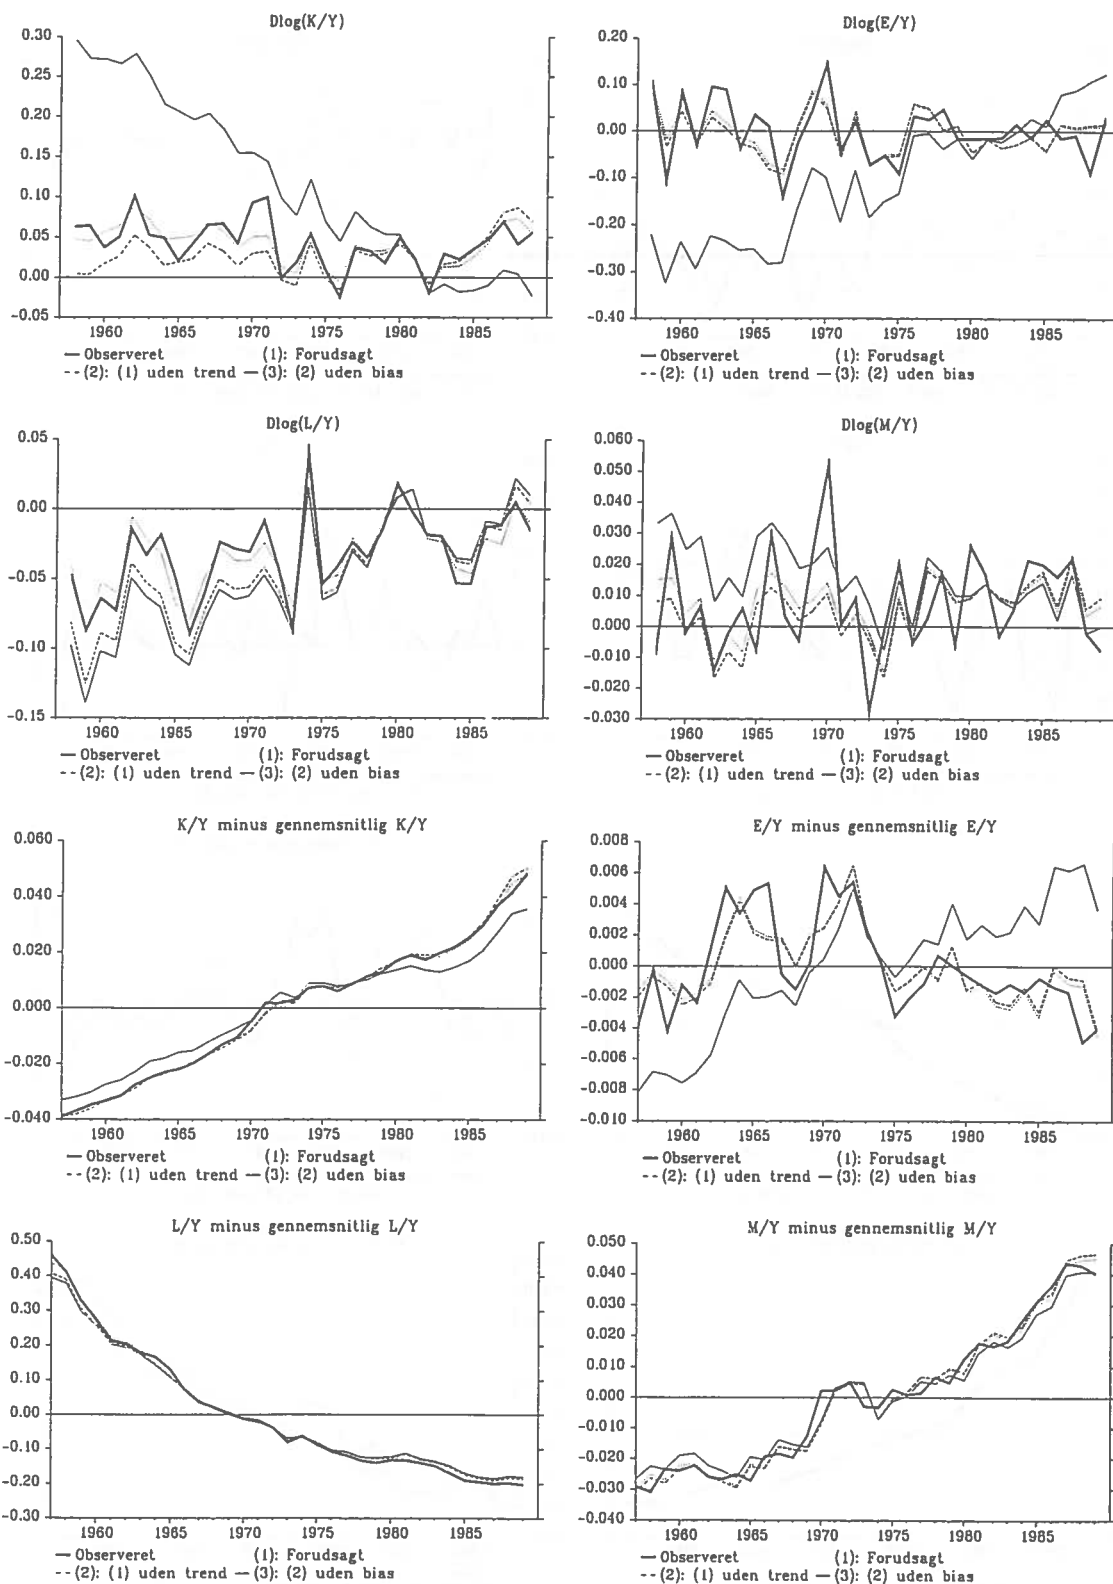 Dlog(K/Y)
0.30
0.25
0.20
0.15
0.10
0.05
0.00
-0.05
1960 1965 1970 1975 1980 1985
Observeret (1): Forudsagt
(2): (1) uden trend (3): (2) uden bias
Dlog(E/Y)
0.20
0.10
0.00
-0.10
-0.20
-0.30
-0.40
1960 1965 1970 1975 1980 1985
Observeret (1): Forudsagt
(2): (1) uden trend (3): (2) uden bias
Dlog(L/Y)
0.05
0.00
-0.05
-0.10
-0.15
1960 1965 1970 1975 1980 1985
Observeret (1): Forudsagt
(2): (1) uden trend (3): (2) uden bias
Dlog(M/Y)
0.060
0.050
0.040
0.030
0.020
0.010
0.000
-0.010
-0.020
-0.030
1960 1965 1970 1975 1980 1985
Observeret (1): Forudsagt
(2): (1) uden trend (3): (2) uden bias
K/Y minus gennemsnitlig K/Y
0.060
0.040
0.020
0.000
-0.020
-0.040
1960 1965 1970 1975 1980 1985
Observeret (1): Forudsagt
(2): (1) uden trend (3): (2) uden bias
E/Y minus gennemsnitlig E/Y
0.008
0.006
0.004
0.002
0.000
-0.002
-0.004
-0.006
-0.008
-0.010
1960 1965 1970 1975 1980 1985
Observeret (1): Forudsagt
(2): (1) uden trend (3): (2) uden bias
L/Y minus gennemsnitlig L/Y
0.50
0.40
0.30
0.20
0.10
0.00
-0.10
-0.20
-0.30
1960 1965 1970 1975 1980 1985
Observeret (1): Forudsagt
(2): (1) uden trend (3): (2) uden bias
M/Y minus gennemsnitlig M/Y
0.050
0.040
0.030
0.020
0.010
0.000
-0.010
-0.020
-0.030
-0.040
1960 1965 1970 1975 1980 1985
Observeret (1): Forudsagt
(2): (1) uden trend (3): (2) uden bias